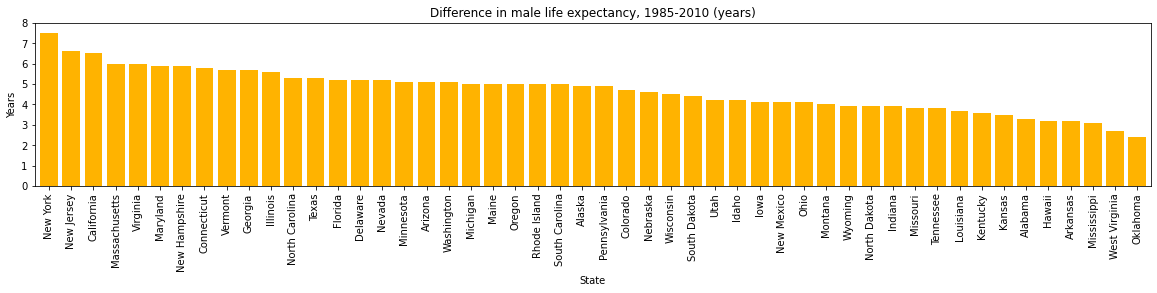 Difference in male life expectancy, 1985-2010 (years)
8
7
6
5
4
3
2
1
0
Years
New York
New Jersey
California
Massachusetts
Virginia
Maryland
New Hampshire
Connecticut
Vermont
Georgia
Illinois
North Carolina
Texas
Florida
Delaware
Nevada
Minnesota
Arizona
Washington
Michigan
Maine
Oregon
Rhode Island
South Carolina
Alaska
Pennsylvania
Colorado
Nebraska
Wisconsin
South Dakota
Utah
Idaho
Iowa
New Mexico
Ohio
Montana
Wyoming
North Dakota
Indiana
Missouri
Tennessee
Louisiana
Kentucky
Kansas
Alabama
Hawaii
Arkansas
Mississippi
West Virginia
Oklahoma
State